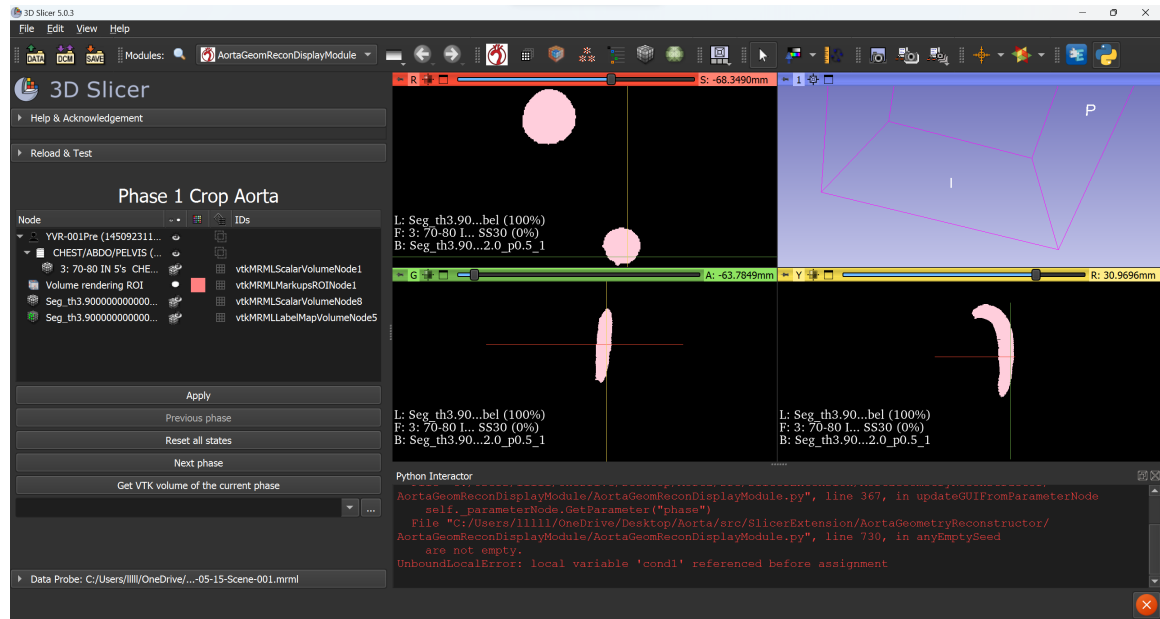 3D Slicer 5.0.3
File Edit View Help
DATA DCM SAVE Modules: AortaGeomReconDisplayModule
3D Slicer
Help & Acknowledgement
Reload & Test
Phase 1 Crop Aorta
Node IDs
YVR-001Pre (145092311...
CHEST/ABDO/PELVIS (...
3: 70-80 IN 5's CHE... vtkMRMLScalarVolumeNode1
Volume rendering ROI vtkMRMLMarkupsROINode1
Seg_th3.900000000000... vtkMRMLScalarVolumeNode8
Seg_th3.900000000000... vtkMRMLLabelMapVolumeNode5
Apply
Previous phase
Reset all states
Next phase
Get VTK volume of the current phase
...
Data Probe: C:/Users/lllll/OneDrive/...-05-15-Scene-001.mrml
R S: -68.3490mm
L: Seg_th3.90...bel (100%)
F: 3: 70-80 I... SS30 (0%)
B: Seg_th3.90...2.0_p0.5_1
1
P
I
G A: -63.7849mm
L: Seg_th3.90...bel (100%)
F: 3: 70-80 I... SS30 (0%)
B: Seg_th3.90...2.0_p0.5_1
Y R: 30.9696mm
L: Seg_th3.90...bel (100%)
F: 3: 70-80 I... SS30 (0%)
B: Seg_th3.90...2.0_p0.5_1
Python Interactor
AortaGeomReconDisplayModule/AortaGeomReconDisplayModule.py", line 367, in updateGUIFromParameterNode
self._parameterNode.GetParameter("phase")
File "C:/Users/lllll/OneDrive/Desktop/Aorta/src/SlicerExtension/AortaGeometryReconstructor/
AortaGeomReconDisplayModule/AortaGeomReconDisplayModule.py", line 730, in anyEmptySeed
are not empty.
UnboundLocalError: local variable 'cond1' referenced before assignment